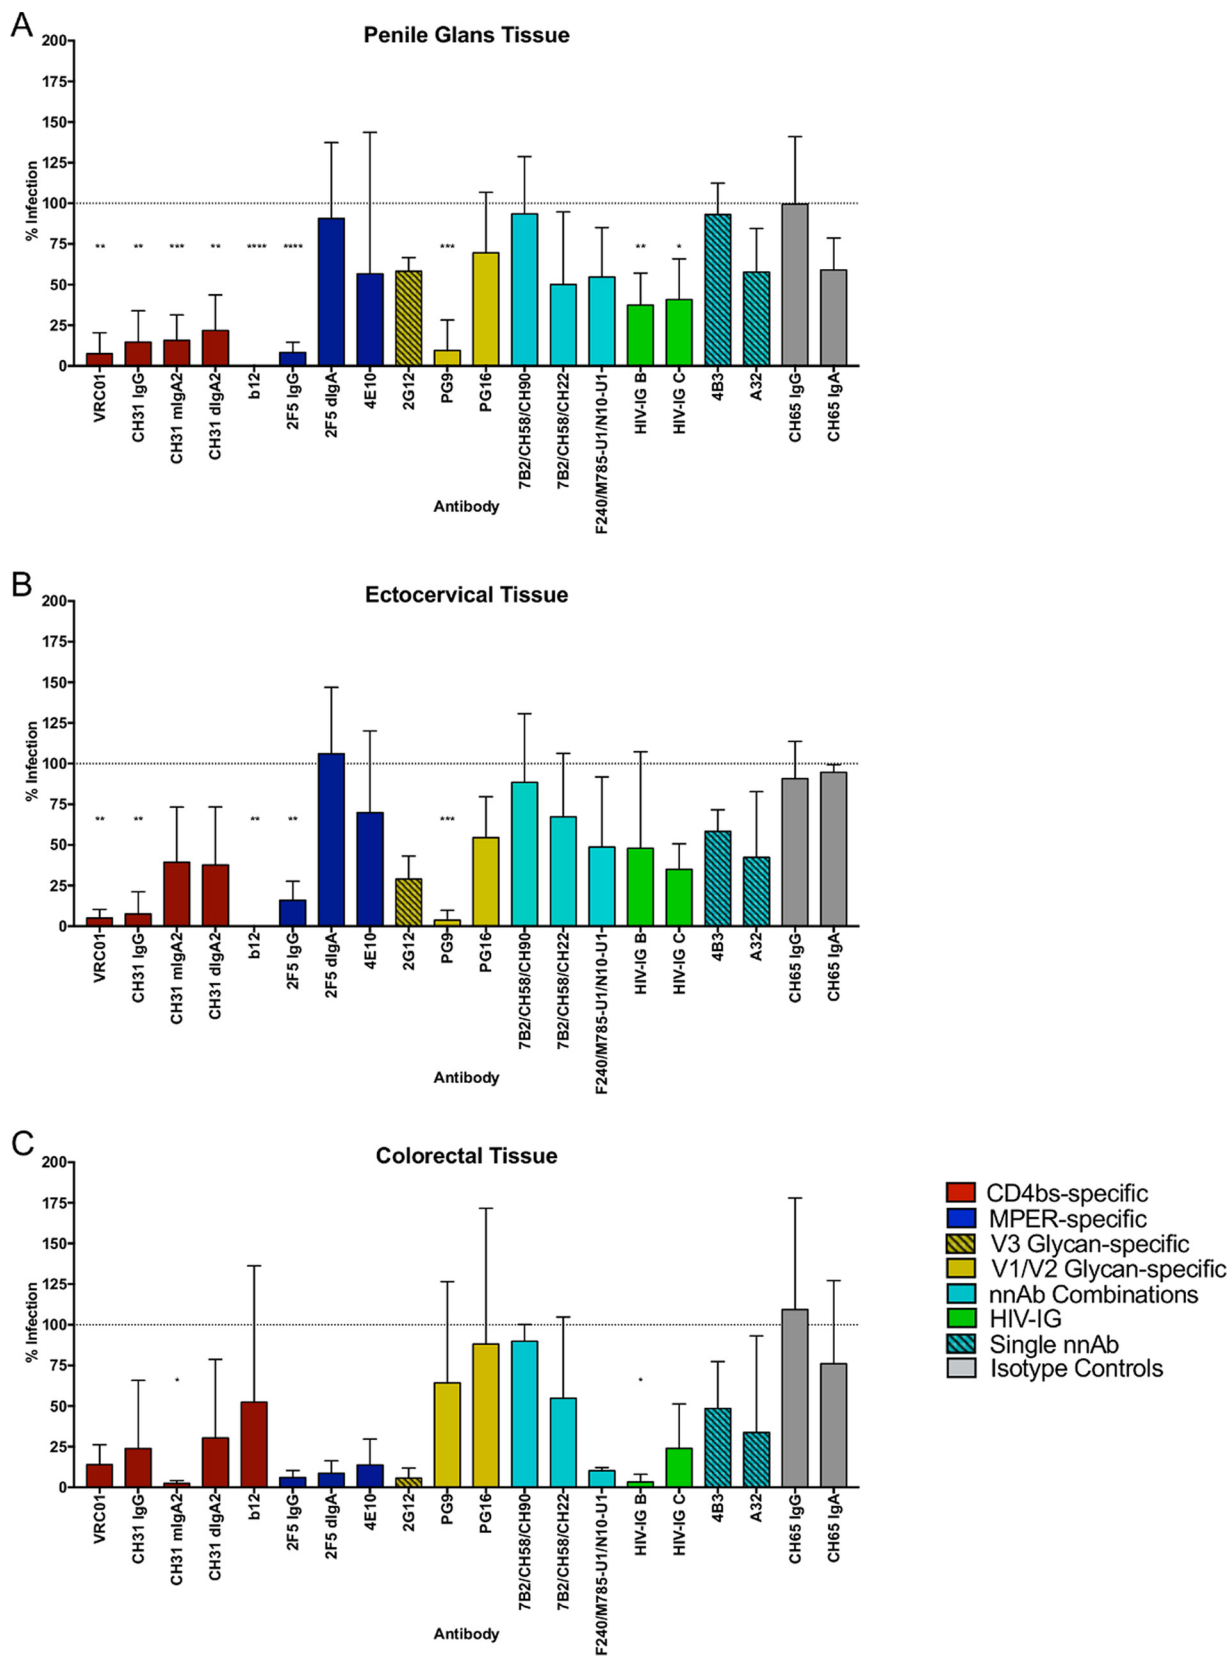 A
Penile Glans Tissue
200
175
150
125
100
75
50
25
0
% Infection
** ** *** ** **** **** *** ** *
VRC01
CH31 IgG
CH31 mIgA2
CH31 dIgA2
b12
2F5 IgG
2F5 dIgA
4E10
2G12
PG9
PG16
7B2/CH58/CH90
7B2/CH58/CH22
F240/M785-U1/N10-U1
HIV-IG B
HIV-IG C
4B3
A32
CH65 IgG
CH65 IgA
Antibody
B
Ectocervical Tissue
200
175
150
125
100
75
50
25
0
% Infection
** ** ** ** ***
VRC01
CH31 IgG
CH31 mIgA2
CH31 dIgA2
b12
2F5 IgG
2F5 dIgA
4E10
2G12
PG9
PG16
7B2/CH58/CH90
7B2/CH58/CH22
F240/M785-U1/N10-U1
HIV-IG B
HIV-IG C
4B3
A32
CH65 IgG
CH65 IgA
Antibody
C
Colorectal Tissue
200
175
150
125
100
75
50
25
0
% Infection
* *
VRC01
CH31 IgG
CH31 mIgA2
CH31 dIgA2
b12
2F5 IgG
2F5 dIgA
4E10
2G12
PG9
PG16
7B2/CH58/CH90
7B2/CH58/CH22
F240/M785-U1/N10-U1
HIV-IG B
HIV-IG C
4B3
A32
CH65 IgG
CH65 IgA
Antibody
CD4bs-specific
MPER-specific
V3 Glycan-specific
V1/V2 Glycan-specific
nnAb Combinations
HIV-IG
Single nnAb
Isotype Controls